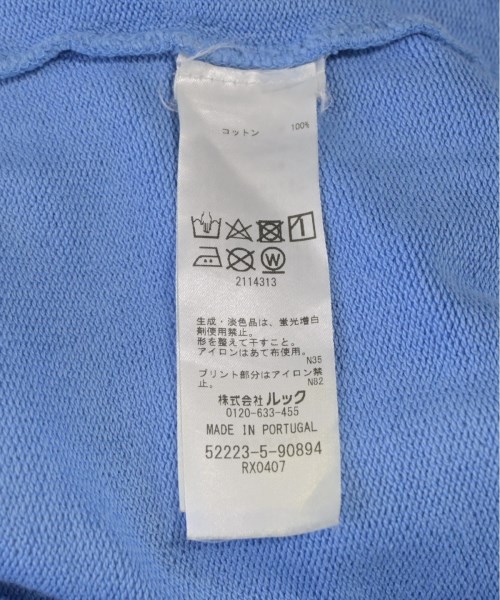 コットン 100%
W
2114313
生成・淡色品は、蛍光増白
剤使用禁止。
形を整えて干すこと。
アイロンはあて布使用。
N35
プリント部分はアイロン禁
止。 N82
株式会社ルック
0120-633-455
MADE IN PORTUGAL
52223-5-90894
RX0407